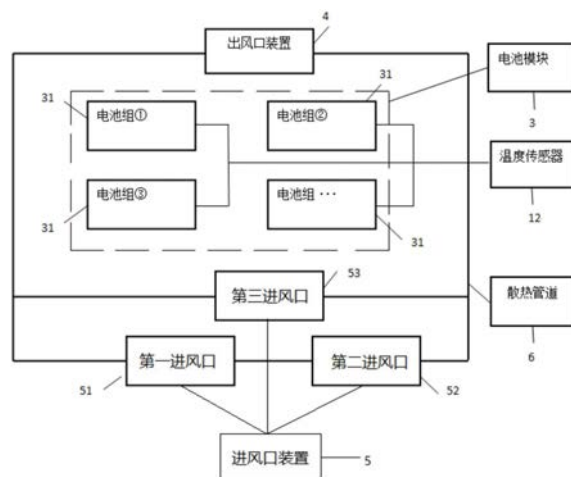 4
出风口装置
31
31
电池模块
电池组①
电池组②
3
温度传感器
电池组③
电池组 ···
12
31
31
53
第三进风口
散热管道
6
第一进风口
第二进风口
51
52
进风口装置
5